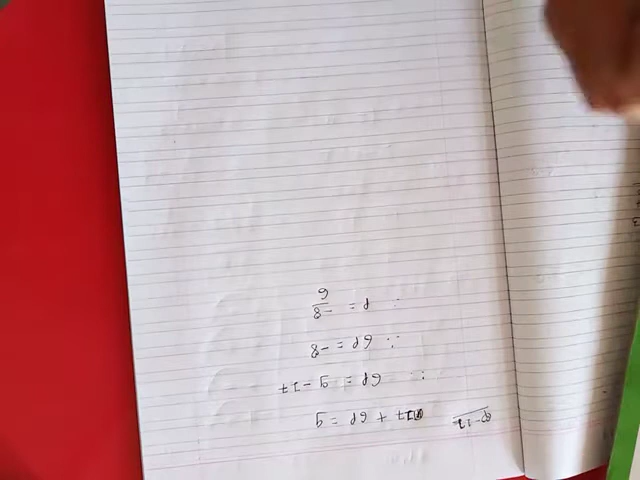 Q-12 17 + 6p = 9
∴ 6p = 9 - 17
∴ 6p = -8
∴ p = -8/6